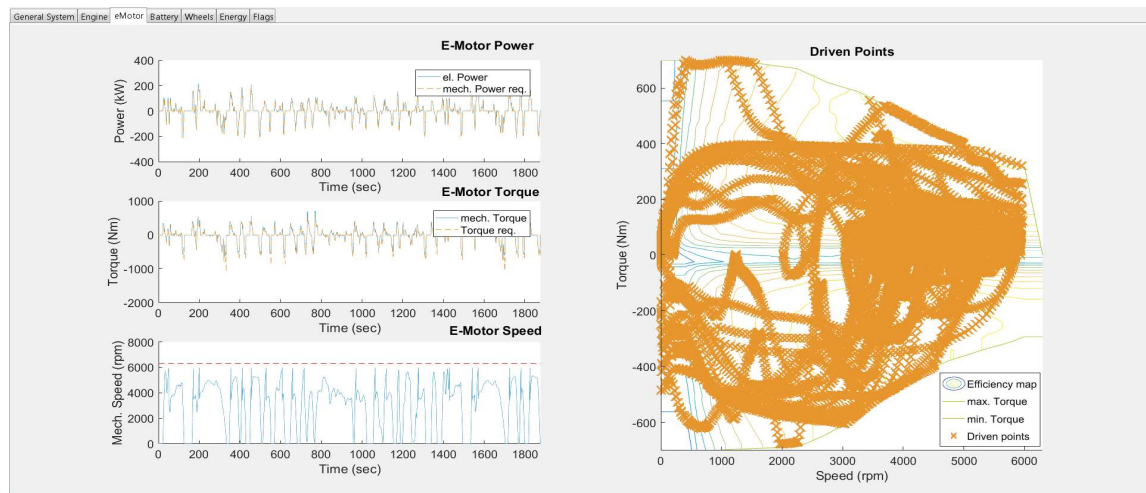 General System Engine eMotor Battery Wheels Energy Flags
E-Motor Power
400
200
0
-200
-400
Power (kW)
el. Power
mech. Power req.
0 200 400 600 800 1000 1200 1400 1600 1800
Time (sec)
E-Motor Torque
1000
0
-1000
-2000
Torque (Nm)
mech. Torque
Torque req.
0 200 400 600 800 1000 1200 1400 1600 1800
Time (sec)
E-Motor Speed
8000
6000
4000
2000
0
Mech. Speed (rpm)
0 200 400 600 800 1000 1200 1400 1600 1800
Time (sec)
Driven Points
600
400
200
0
-200
-400
-600
Torque (Nm)
Efficiency map
max. Torque
min. Torque
Driven points
0 1000 2000 3000 4000 5000 6000
Speed (rpm)